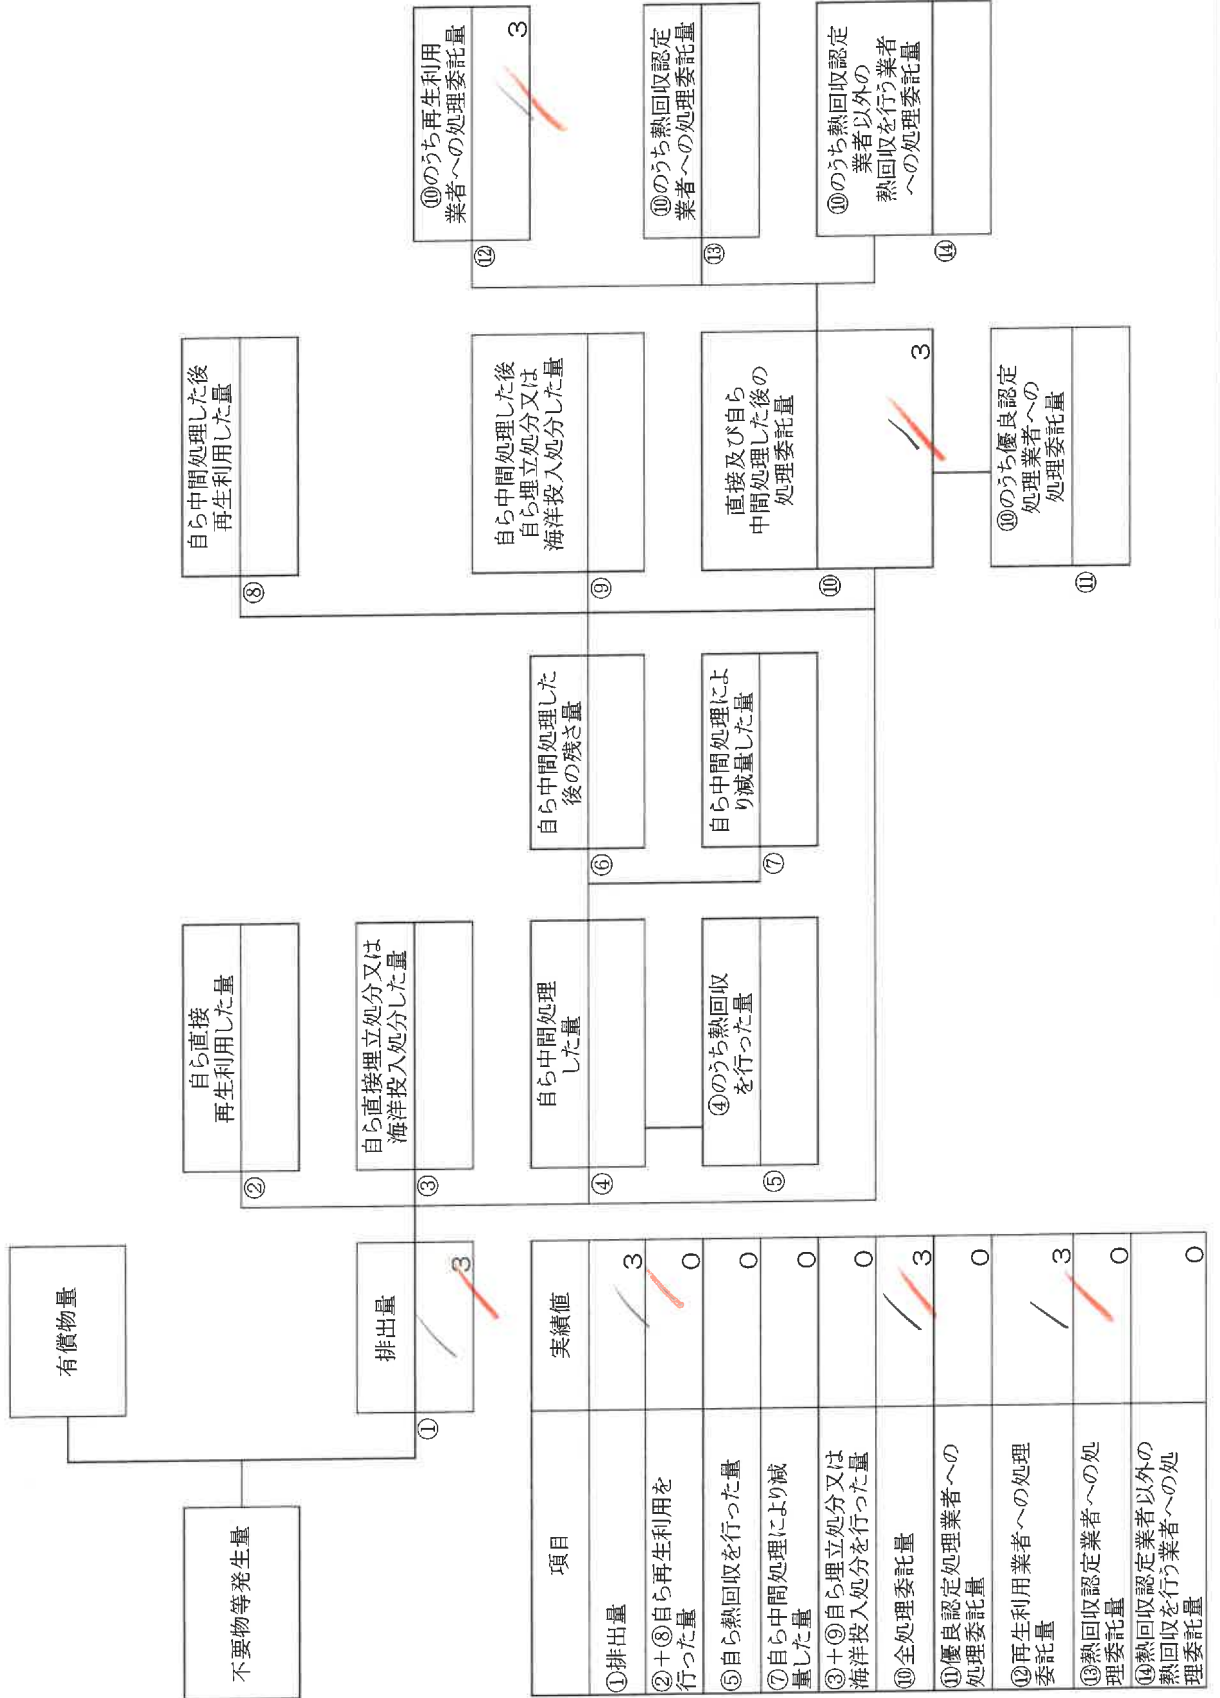 不要物等発生量
有償物量
①
排出量
3
②
自ら直接
再生利用した量
③
自ら直接埋立処分又は
海洋投入処分した量
④
自ら中間処理
した量
⑤
④のうち熱回収
を行った量
⑥
自ら中間処理した
後の残さ量
⑦
自ら中間処理によ
り減量した量
⑧
自ら中間処理した後
再生利用した量
⑨
自ら中間処理した後
自ら埋立処分又は
海洋投入処分した量
⑩
直接及び自ら
中間処理した後の
処理委託量
3
⑪
⑩のうち優良認定
処理業者への
処理委託量
⑫
⑩のうち再生利用
業者への処理委託量
3
⑬
⑩のうち熱回収認定
業者への処理委託量
⑭
⑩のうち熱回収認定
業者以外の
熱回収を行う業者
への処理委託量
項目 実績値
①排出量 3
②+⑧自ら再生利用を
行った量 0
⑤自ら熱回収を行った量 0
⑦自ら中間処理により減
量した量 0
③+⑨自ら埋立処分又は
海洋投入処分を行った量 0
⑩全処理委託量 3
⑪優良認定処理業者への
処理委託量 0
⑫再生利用業者への処理
委託量 3
⑬熱回収認定業者への処
理委託量 0
⑭熱回収認定業者以外の
熱回収を行う業者への処
理委託量 0